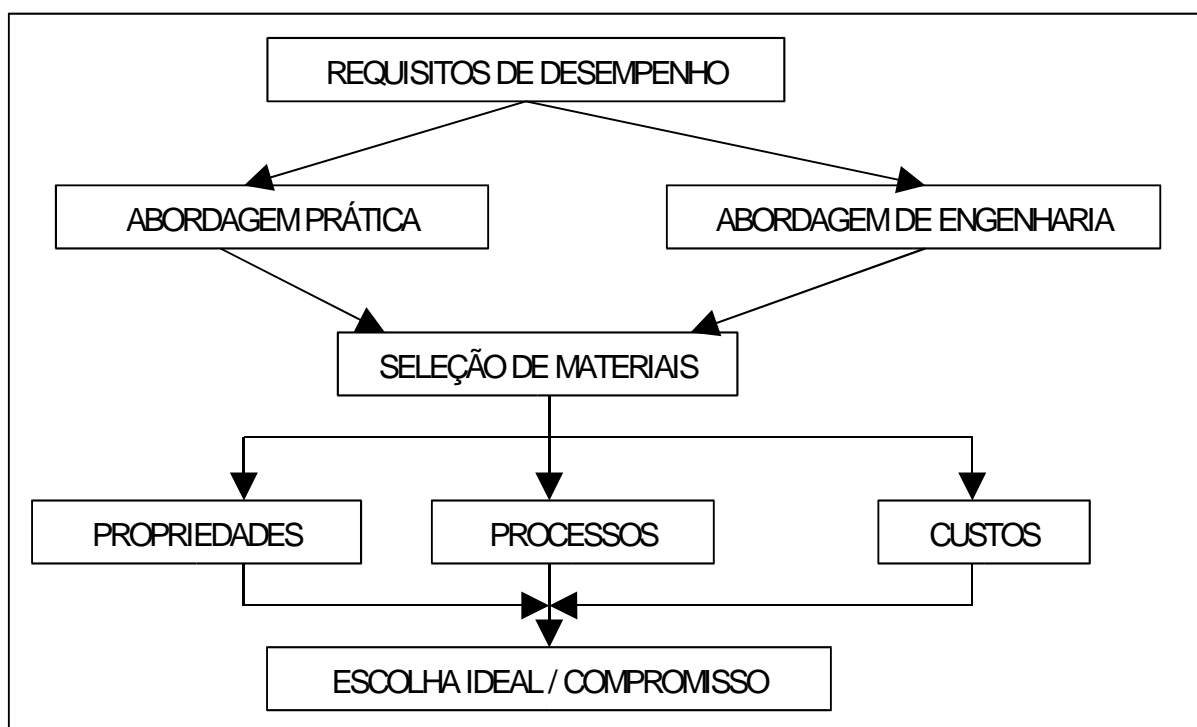 REQUISITOS DE DESEMPENHO
ABORDAGEM PRÁTICA
ABORDAGEM DE ENGENHARIA
SELEÇÃO DE MATERIAIS
PROPRIEDADES
PROCESSOS
CUSTOS
ESCOLHA IDEAL / COMPROMISSO